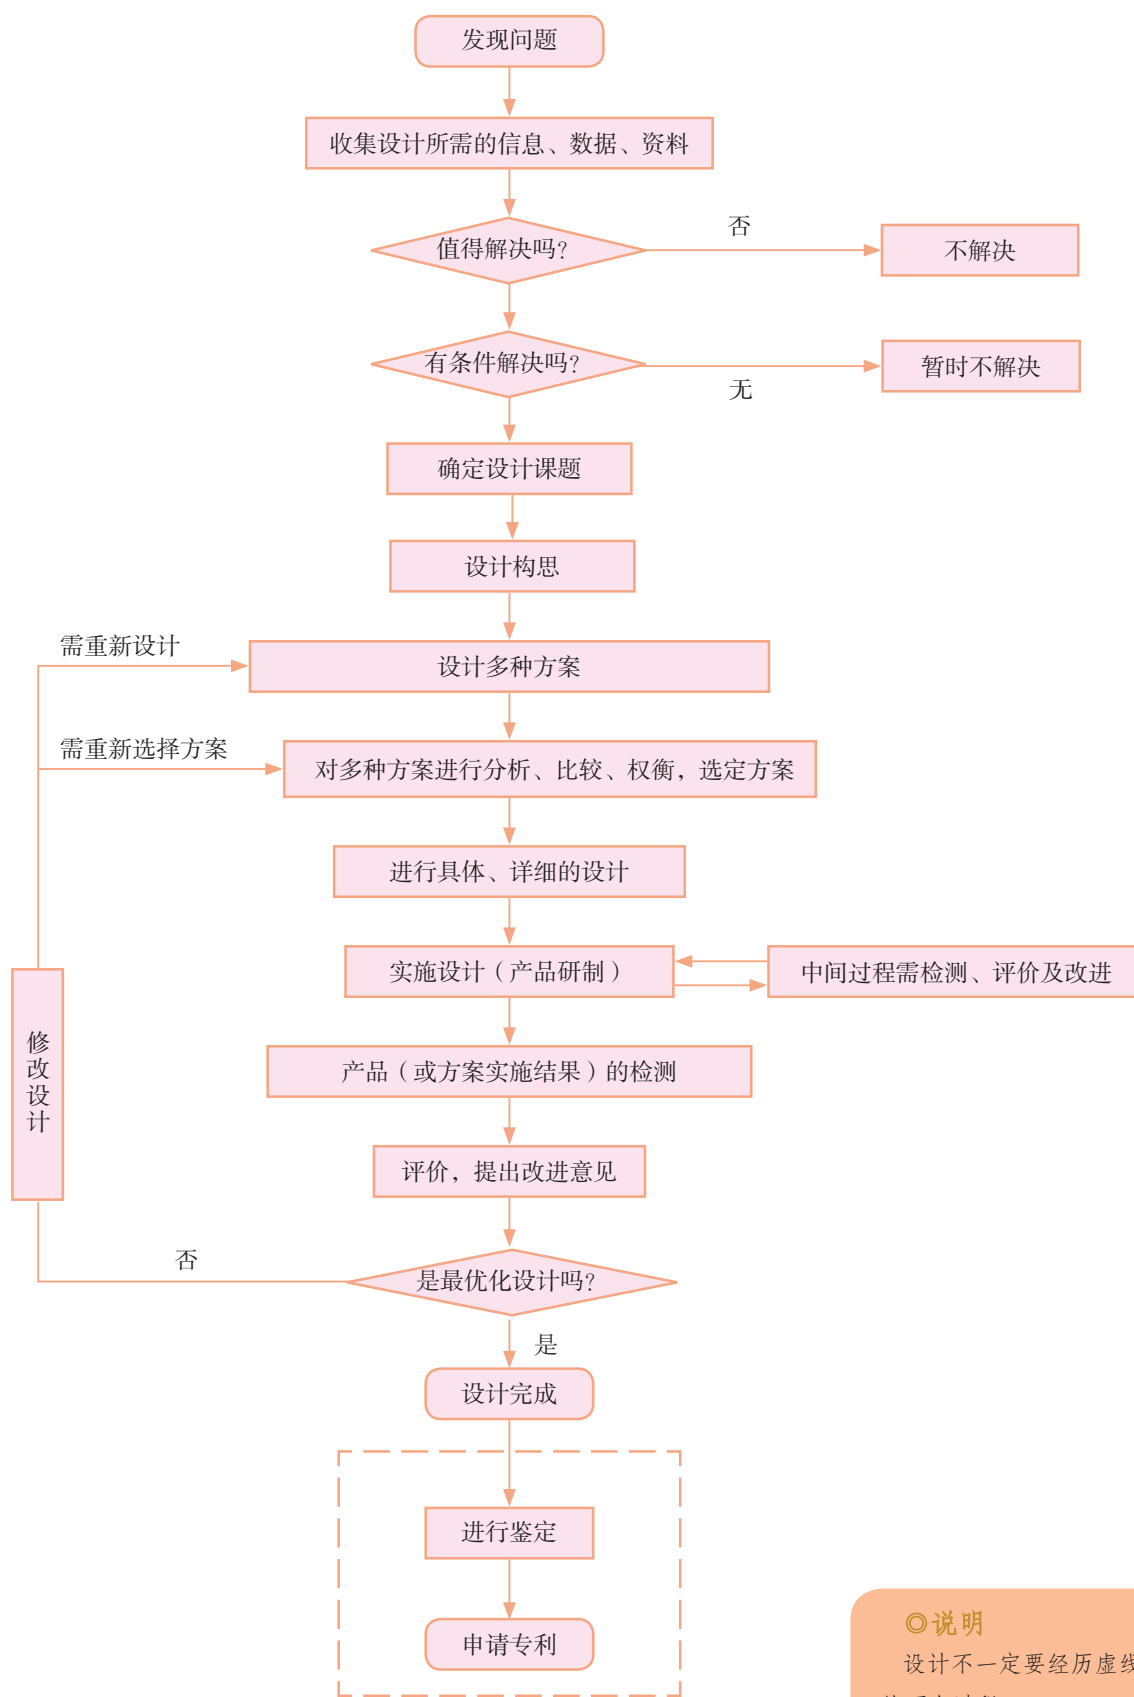 发现问题
收集设计所需的信息、数据、资料
否
值得解决吗？
不解决
有条件解决吗？
暂时不解决
无
确定设计课题
设计构思
需重新设计
设计多种方案
需重新选择方案
对多种方案进行分析、比较、权衡，选定方案
进行具体、详细的设计
实施设计（产品研制）
中间过程需检测、评价及改进
修改设计
产品（或方案实施结果）的检测
评价，提出改进意见
否
是最优化设计吗？
是
设计完成
进行鉴定
申请专利
◎说明
设计不一定要经历虚线